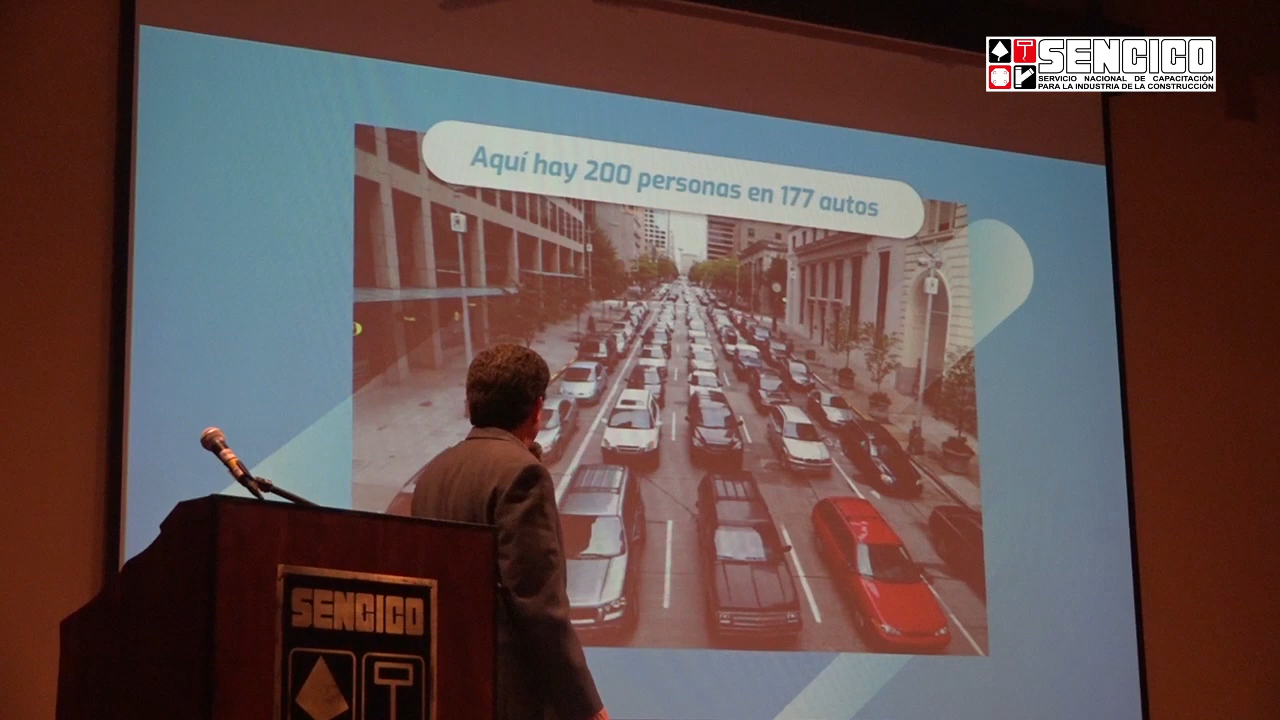 SENCICO
SERVICIO NACIONAL DE CAPACITACIÓN
PARA LA INDUSTRIA DE LA CONSTRUCCIÓN
Aquí hay 200 personas en 177 autos
SENCICO